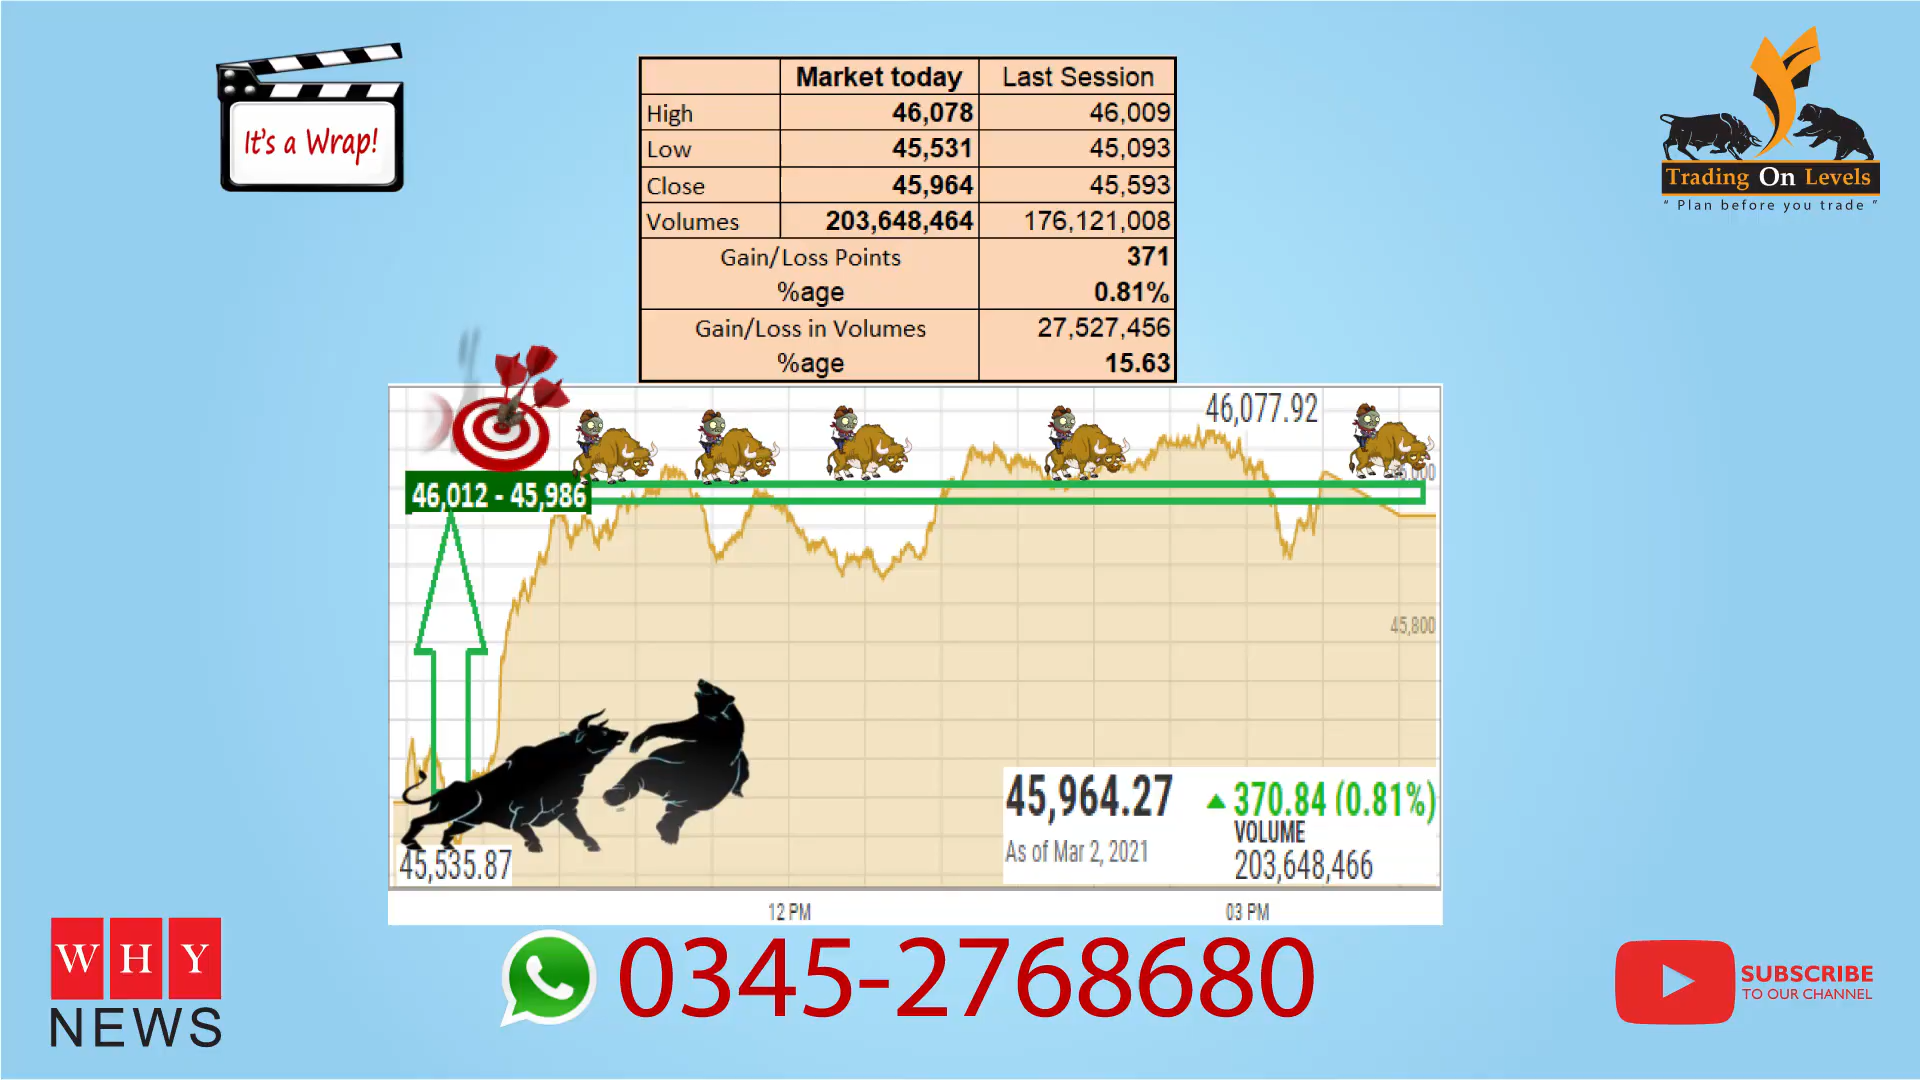 It's a Wrap!
Market today Last Session
High 46,078 46,009
Low 45,531 45,093
Close 45,964 45,593
Volumes 203,648,464 176,121,008
Gain/Loss Points 371
%age 0.81%
Gain/Loss in Volumes 27,527,456
%age 15.63
Trading On Levels
" Plan before you trade "
46,077.92
46,012 - 45,986
45,800
45,964.27 ▲ 370.84 (0.81%)
VOLUME
As of Mar 2, 2021
203,648,466
45,535.87
12 PM 03 PM
WHY
NEWS
0345-2768680
SUBSCRIBE
TO OUR CHANNEL